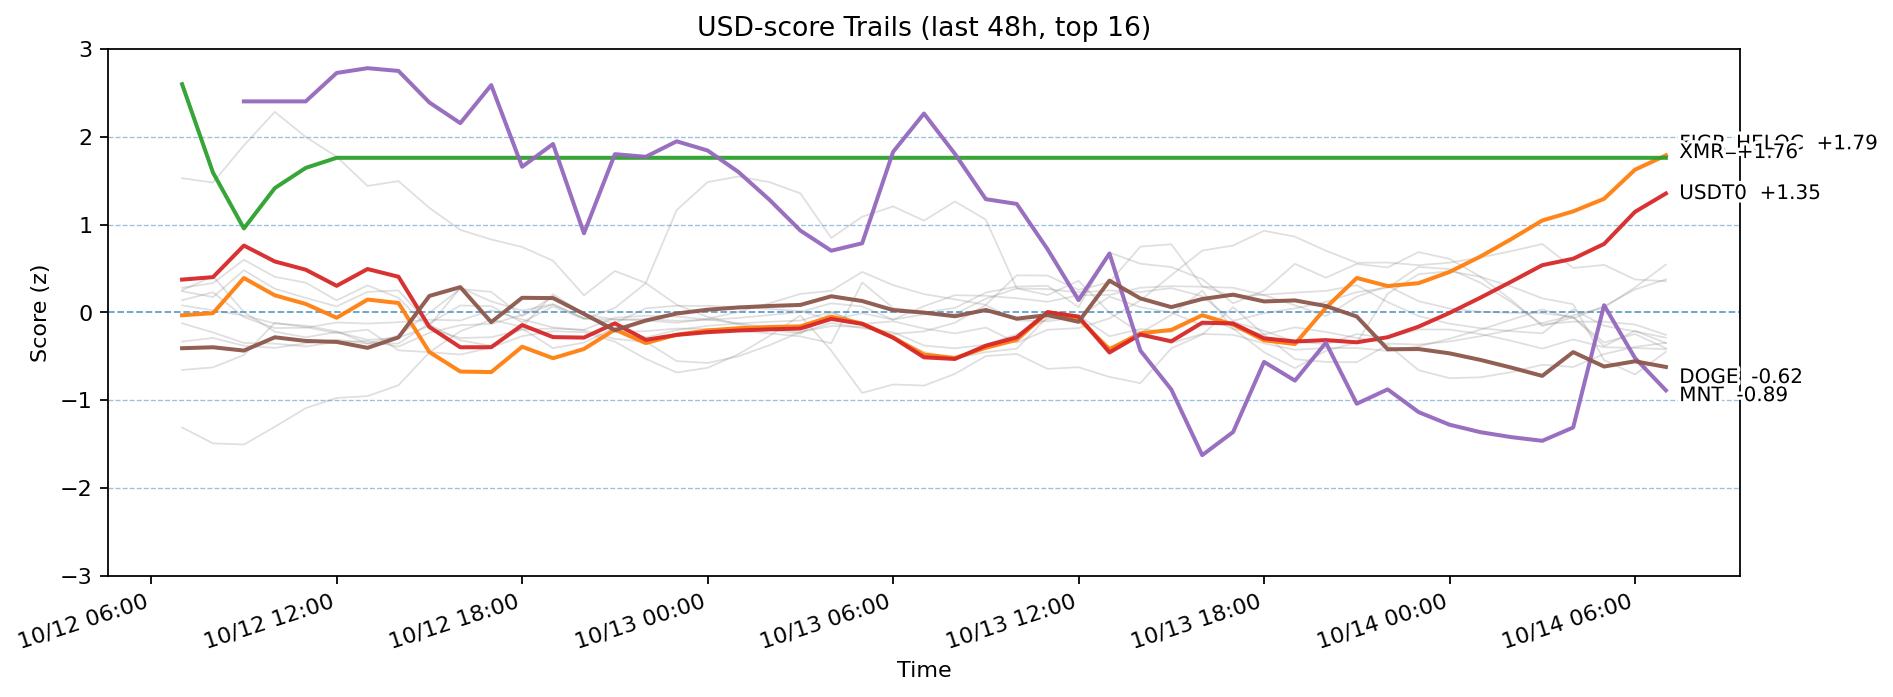 USD-score Trails (last 48h, top 16)
Score (z)
3
2
1
0
−1
−2
−3
+1.79
XMR +1.76
USDT0 +1.35
DOGE -0.62
MNT -0.89
10/12 06:00
10/12 12:00
10/12 18:00
10/13 00:00
10/13 06:00
10/13 12:00
10/13 18:00
10/14 00:00
10/14 06:00
Time